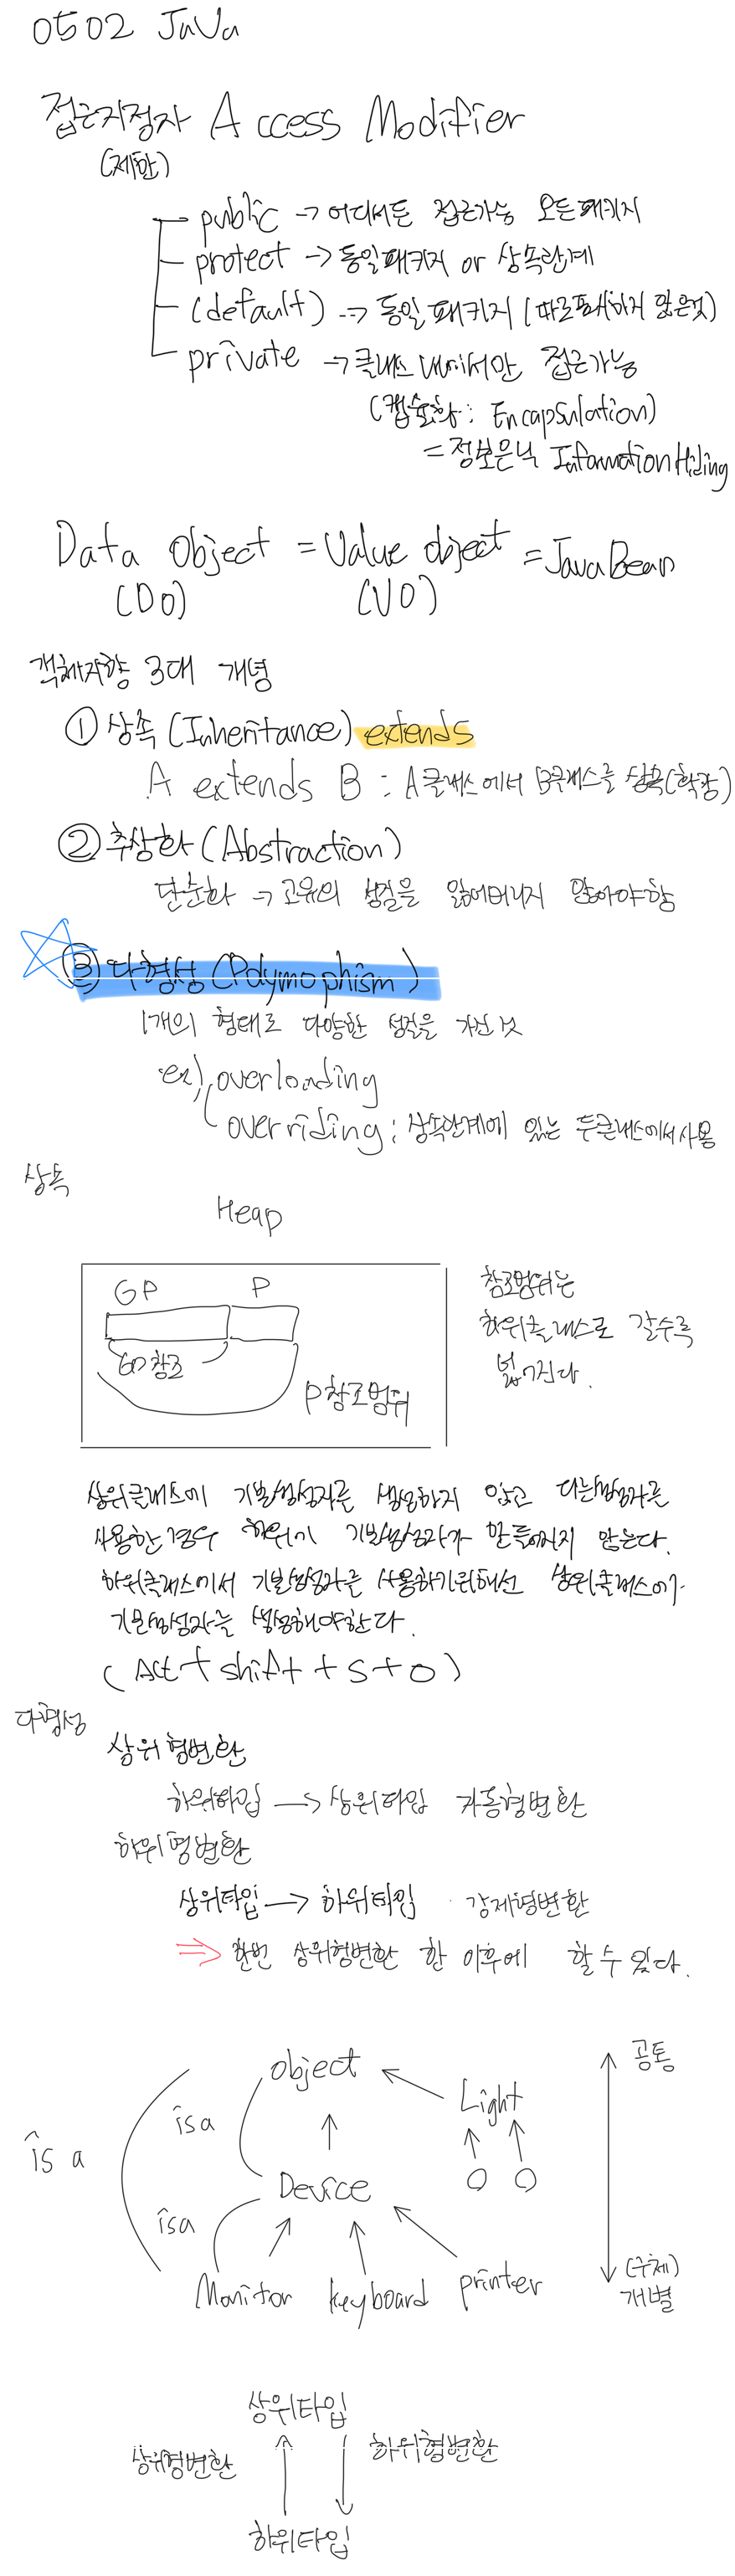 0502 JaVa
접근지정자 Access Modifier
(제한)
public → 어디서든 접근가능 모든패키지
protect → 동일패키지 or 상속관계
(default) → 동일패키지 (따로표시하지 않은것)
private → 클래스 내에서만 접근가능
(캡슐화 : Encapsulation)
= 정보은닉 Information Hiding
Data object = Value object = JavaBean
(DO) (VO)
객체지향 3대 개념
① 상속 (Inheritance) extends
A extends B : A클래스에서 B클래스를 상속(확장)
② 추상화 (Abstraction)
단순화 → 고유의 성질을 잃어버리지 않아야함
③ 다형성 (Polymophism)
1개의 형태로 다양한 성질을 가진 것
ex) overloading
overriding : 상속관계에 있는 두클래스에서 사용
상속
Heap
GP P
GP참조
P참조범위
참조범위는
하위클래스로 갈수록
넓어진다.
상위클래스에 기본생성자를 생성하지 않고 다른생성자를
사용한 경우 하위에 기본생성자가 만들어지지 않는다.
하위클래스에서 기본생성자를 사용하기위해선 상위클래스에
기본생성자를 생성해야한다.
(Alt + shift + S + O)
다형성
상위형변환
하위타입 → 상위타입 자동형변환
하위형변환
상위타입 → 하위타입 강제형변환
⇒ 한번 상위형변환 한 이후에 할 수 있다.
object 공통
is a Light
is a
Device O O
is a
Monitor keyboard printer (구체)
개별
상위타입
상위형변환 하위형변환
하위타입